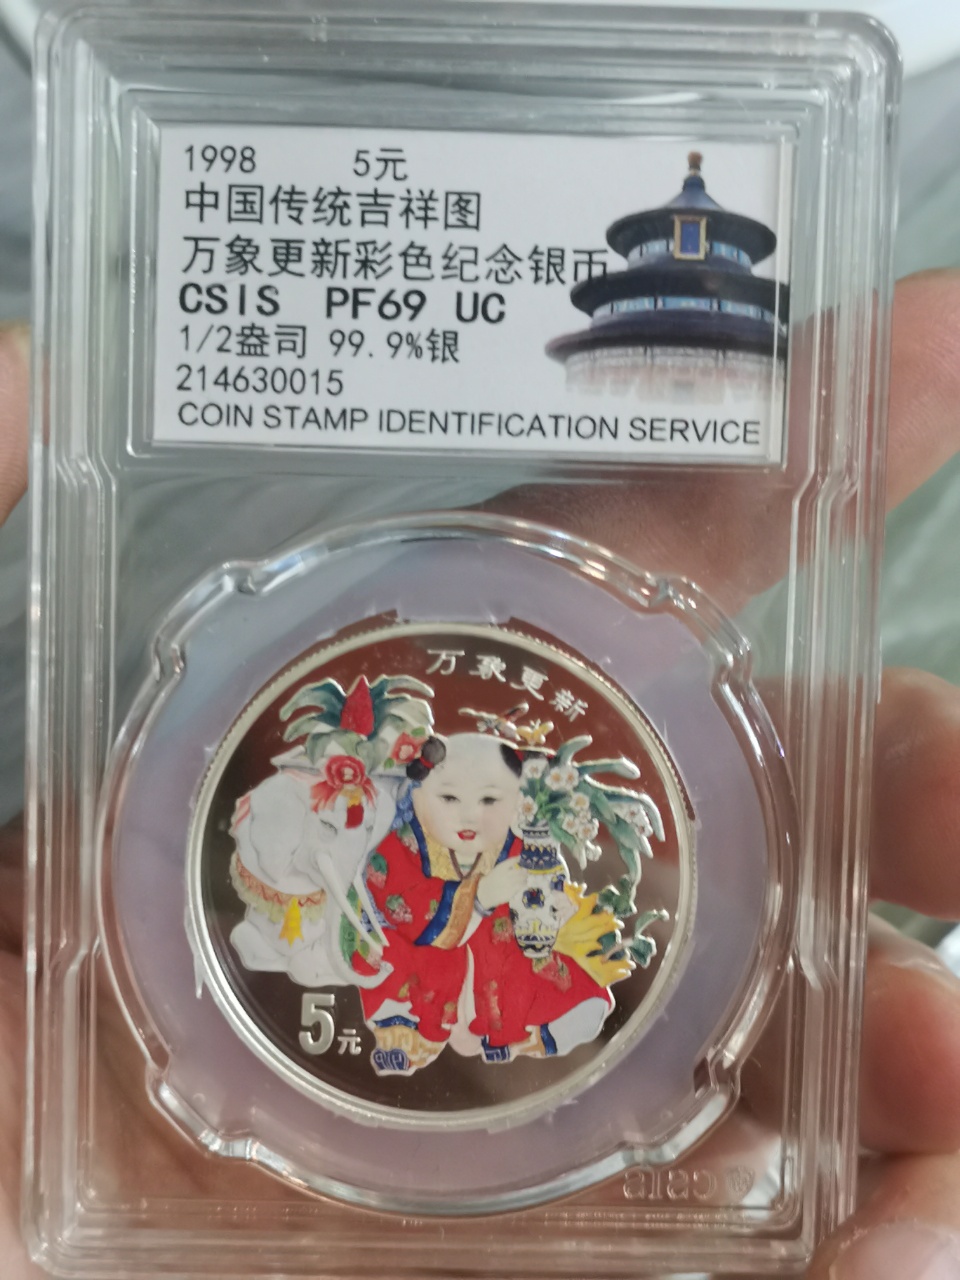 1998 5元
中国传统吉祥图
万象更新彩色纪念银币
CSIS PF69 UC
1/2盎司 99.9%银
214630015
COIN STAMP IDENTIFICATION SERVICE
万象更新
5元